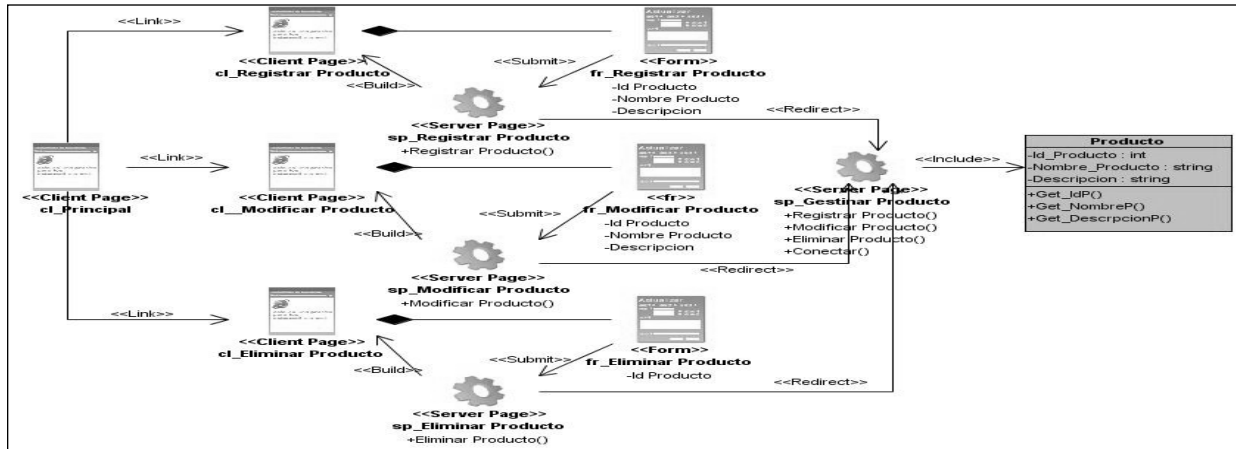 <<Link>>
<<Client Page>>
cl_Registrar Producto
<<Build>>
<<Submit>>
<<Form>>
fr_Registrar Producto
-Id Producto
-Nombre Producto
-Descripcion
<<Server Page>>
sp_Registrar Producto
+Registrar Producto()
<<Redirect>>
<<Client Page>>
cl_Principal
<<Link>>
<<Client Page>>
cl__Modificar Producto
<<Build>>
<<Submit>>
<<fr>>
fr_Modificar Producto
-Id Producto
-Nombre Producto
-Descripcion
<<Server Page>>
sp_Modificar Producto
+Modificar Producto()
<<Redirect>>
<<Server Page>>
sp_Gestinar Producto
+Registrar Producto()
+Modificar Producto()
+Eliminar Producto()
+Conectar()
<<Include>>
Producto
-Id_Producto : int
-Nombre_Producto : string
-Descripcion : string
+Get_IdP()
+Get_NombreP()
+Get_DescrpcionP()
<<Link>>
<<Client Page>>
cl_Eliminar Producto
<<Build>>
<<Submit>>
Actualizar
<<Form>>
fr_Eliminar Producto
-Id Producto
<<Server Page>>
sp_Eliminar Producto
+Eliminar Producto()
<<Redirect>>